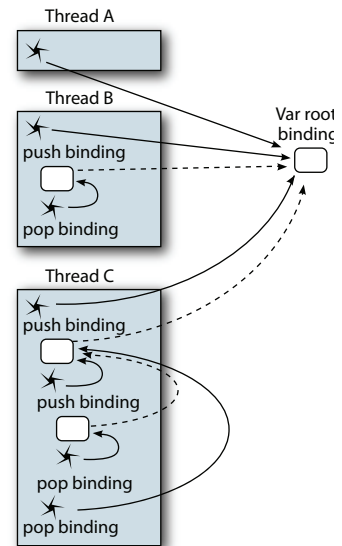 Thread A
Thread B
Var root
binding
push binding
pop binding
Thread C
push binding
push binding
pop binding
pop binding